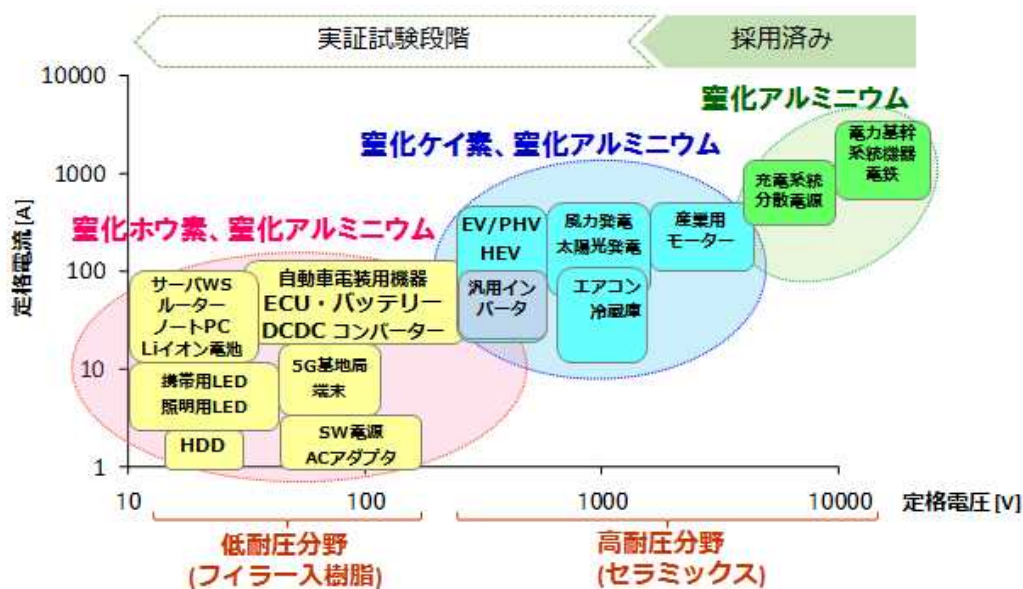 実証試験段階
採用済み
10000
1000
100
10
1
定格電流[A]
窒化アルミニウム
窒化ケイ素、窒化アルミニウム
窒化ホウ素、窒化アルミニウム
電力基幹
系統機器
電鉄
充電系統
分散電源
EV/PHV
HEV
風力発電
太陽光発電
産業用
モーター
汎用イン
バータ
エアコン
冷蔵庫
サーバWS
ルーター
ノートPC
Liイオン電池
自動車電装用機器
ECU・バッテリー
DCDC コンバーター
携帯用LED
照明用LED
5G基地局
端末
HDD
SW電源
ACアダプタ
10
100
1000
10000
定格電圧[V]
低耐圧分野
(フィラー入樹脂)
高耐圧分野
(セラミックス)